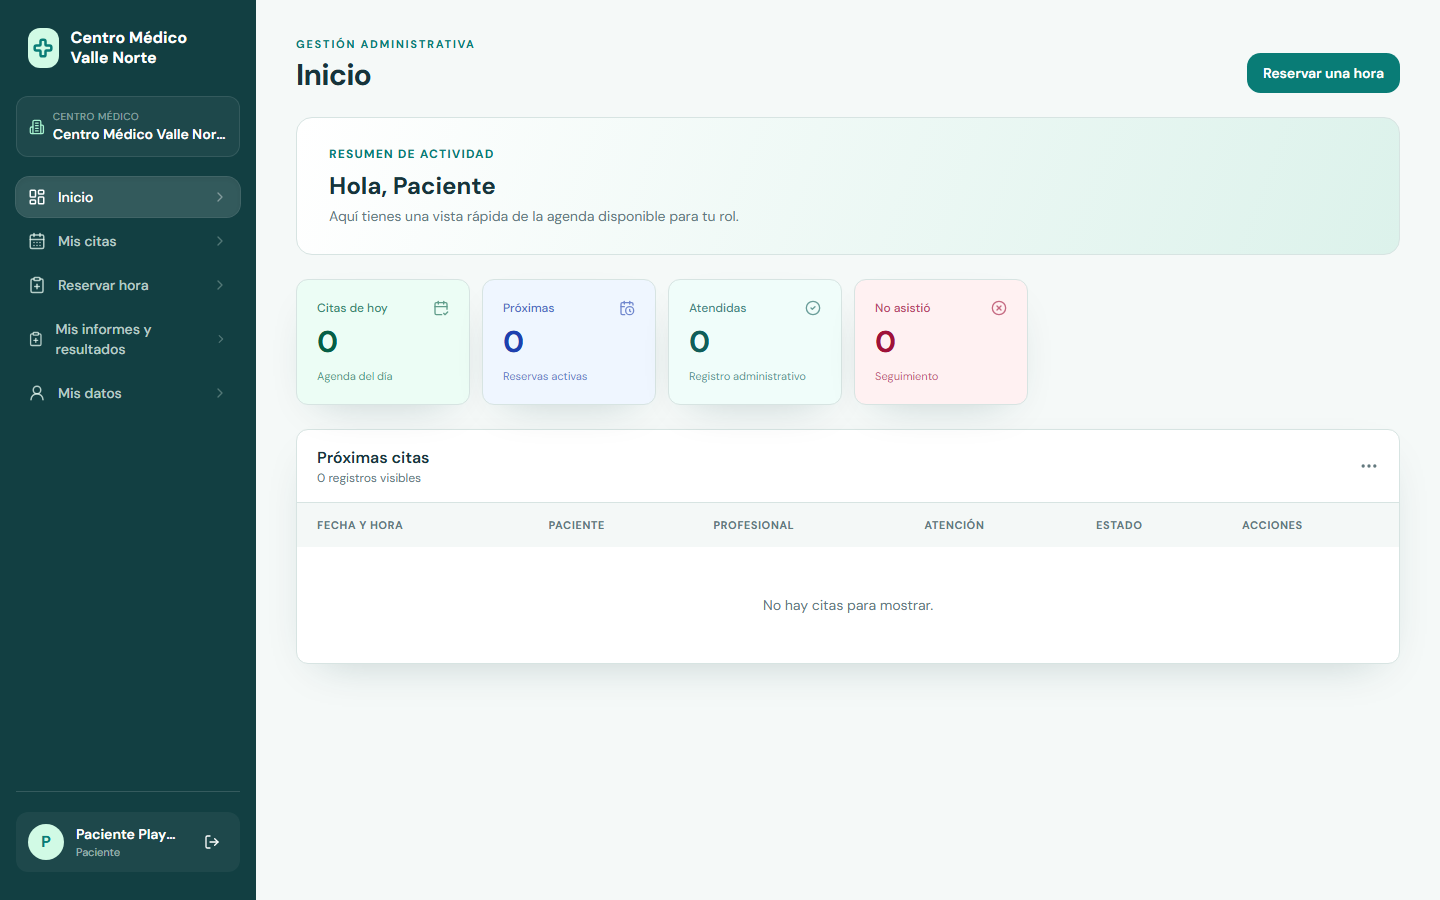 Centro Médico
Valle Norte
CENTRO MÉDICO
Centro Médico Valle Nor...
Inicio
Mis citas
Reservar hora
Mis informes y
resultados
Mis datos
Paciente Play...
P
Paciente
GESTIÓN ADMINISTRATIVA
Inicio
Reservar una hora
RESUMEN DE ACTIVIDAD
Hola, Paciente
Aquí tienes una vista rápida de la agenda disponible para tu rol.
Citas de hoy
0
Agenda del día
Próximas
0
Reservas activas
Atendidas
0
Registro administrativo
No asistió
0
Seguimiento
Próximas citas
0 registros visibles
FECHA Y HORA PACIENTE PROFESIONAL ATENCIÓN ESTADO ACCIONES
No hay citas para mostrar.